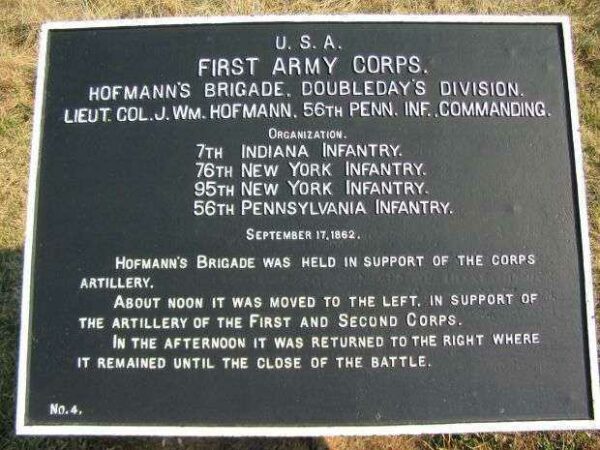 U. S. A.
FIRST ARMY CORPS.
HOFMANN'S BRIGADE, DOUBLEDAY'S DIVISION.
LIEUT. COL. J. WM. HOFMANN, 56TH PENN. INF., COMMANDING.
ORGANIZATION.
7TH INDIANA INFANTRY.
76TH NEW YORK INFANTRY.
95TH NEW YORK INFANTRY.
56TH PENNSYLVANIA INFANTRY.
SEPTEMBER 17, 1862.
HOFMANN'S BRIGADE WAS HELD IN SUPPORT OF THE CORPS
ARTILLERY.
ABOUT NOON IT WAS MOVED TO THE LEFT, IN SUPPORT OF
THE ARTILLERY OF THE FIRST AND SECOND CORPS.
IN THE AFTERNOON IT WAS RETURNED TO THE RIGHT WHERE
IT REMAINED UNTIL THE CLOSE OF THE BATTLE.
NO. 4.